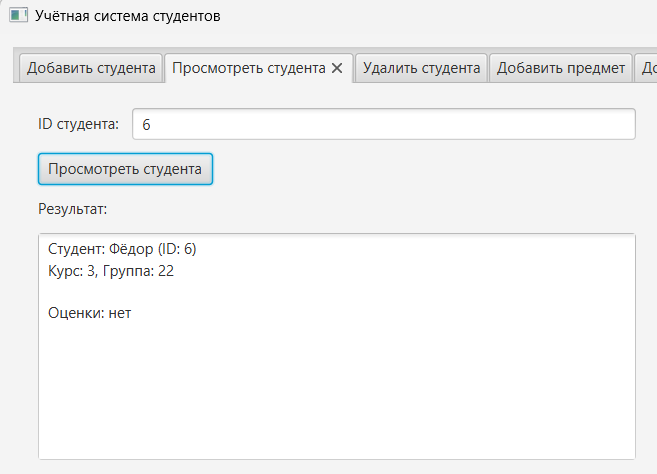 Учётная система студентов
Добавить студента Просмотреть студента Удалить студента Добавить предмет
ID студента: 6
Просмотреть студента
Результат:
Студент: Фёдор (ID: 6)
Курс: 3, Группа: 22
Оценки: нет